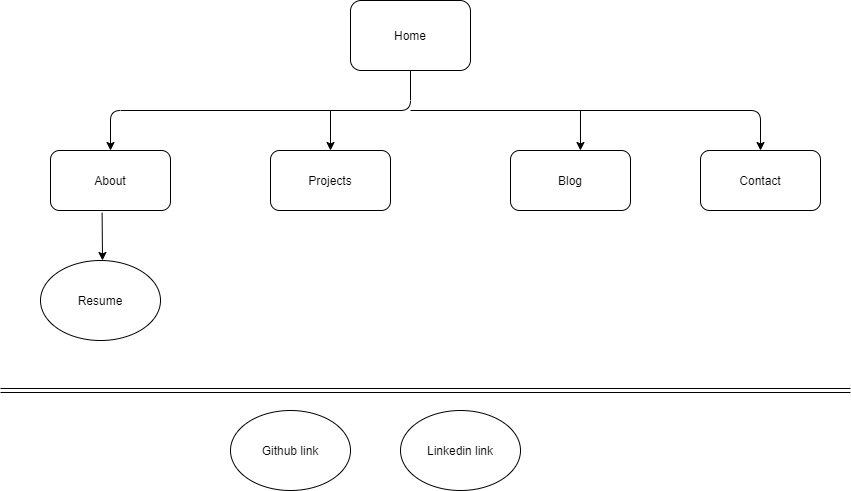 Home
About
Projects
Blog
Contact
Resume
Github link
Linkedin link